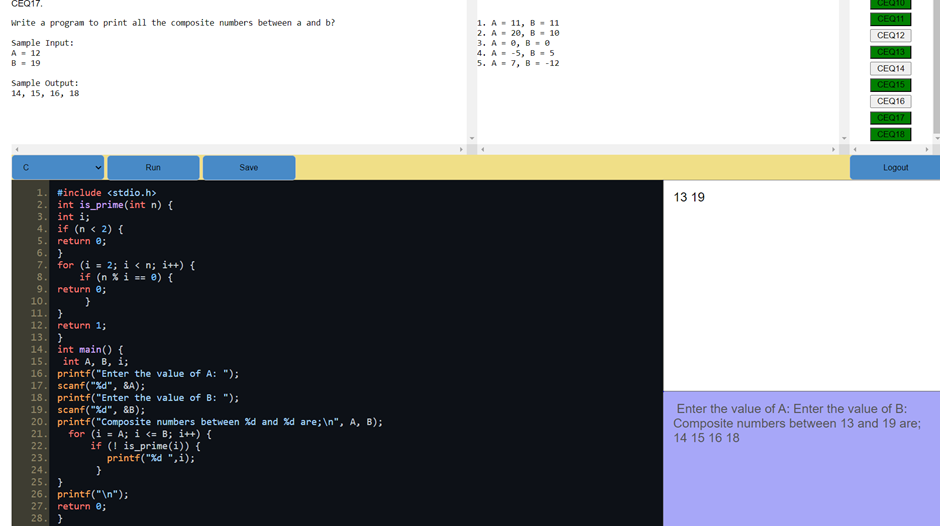 CEQ17.
Write a program to print all the composite numbers between a and b?
Sample Input:
A = 12
B = 19
Sample Output:
14, 15, 16, 18
1. A = 11, B = 11
2. A = 20, B = 10
3. A = 0, B = 0
4. A = -5, B = 5
5. A = 7, B = -12
CEQ10
CEQ11
CEQ12
CEQ13
CEQ14
CEQ15
CEQ16
CEQ17
CEQ18
C
Run
Save
Logout
1. #include <stdio.h>
2. int is_prime(int n) {
3. int i;
4. if (n < 2) {
5. return 0;
6. }
7. for (i = 2; i < n; i++) {
8. if (n % i == 0) {
9. return 0;
10. }
11. }
12. return 1;
13. }
14. int main() {
15. int A, B, i;
16. printf("Enter the value of A: ");
17. scanf("%d", &A);
18. printf("Enter the value of B: ");
19. scanf("%d", &B);
20. printf("Composite numbers between %d and %d are;\n", A, B);
21. for (i = A; i <= B; i++) {
22. if (! is_prime(i)) {
23. printf("%d ",i);
24. }
25. }
26. printf("\n");
27. return 0;
28. }
13 19
Enter the value of A: Enter the value of B:
Composite numbers between 13 and 19 are;
14 15 16 18